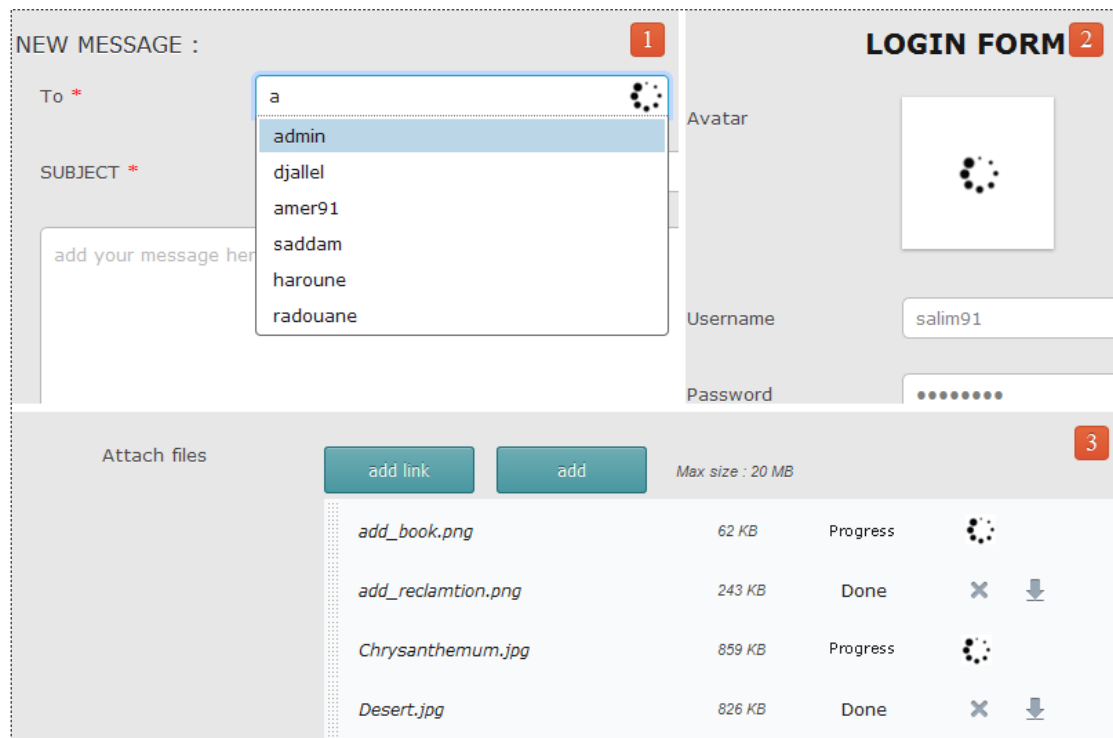 NEW MESSAGE :
1
To *
a
admin
djallel
amer91
saddam
haroune
radouane
SUBJECT *
add your message her
LOGIN FORM
2
Avatar
Username
salim91
Password
••••••••
3
Attach files
add link
add
Max size : 20 MB
add_book.png 62 KB Progress
add_reclamtion.png 243 KB Done
Chrysanthemum.jpg 859 KB Progress
Desert.jpg 826 KB Done